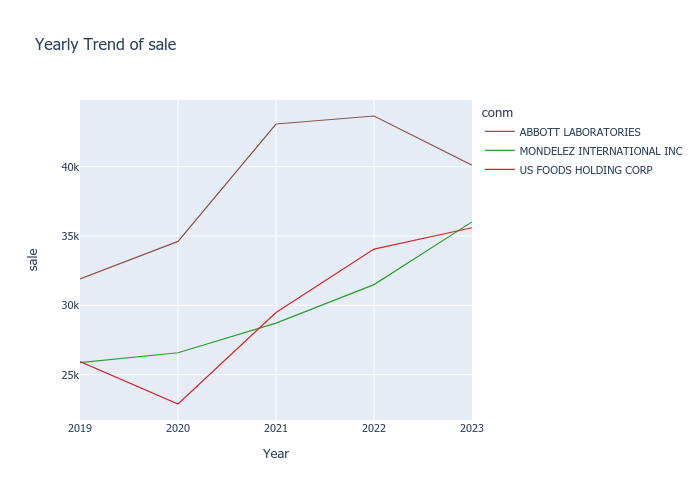 Yearly Trend of sale
conm
ABBOTT LABORATORIES
MONDELEZ INTERNATIONAL INC
US FOODS HOLDING CORP
40k
35k
30k
25k
sale
2019 2020 2021 2022 2023
Year